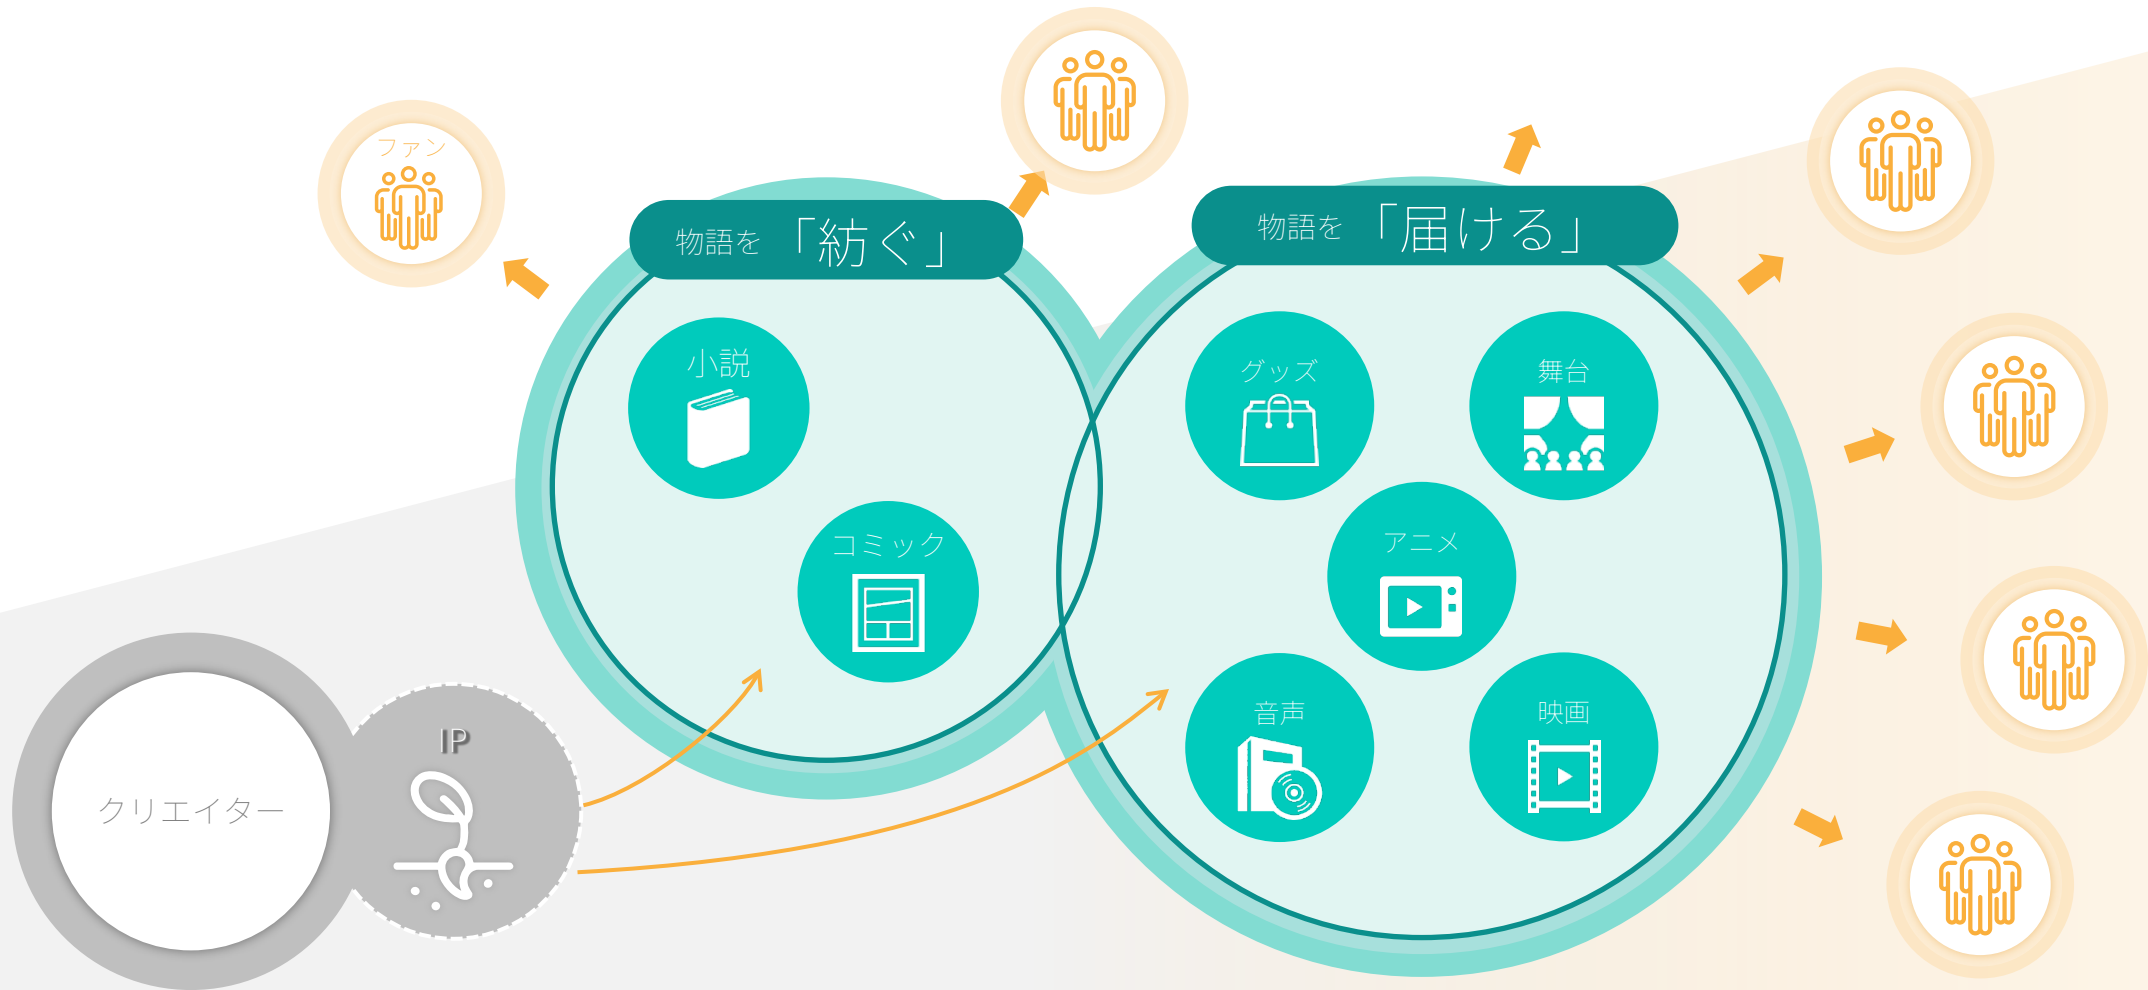 ファン
物語を「紡ぐ」
物語を「届ける」
小説
コミック
グッズ
舞台
アニメ
音声
映画
IP
クリエイター